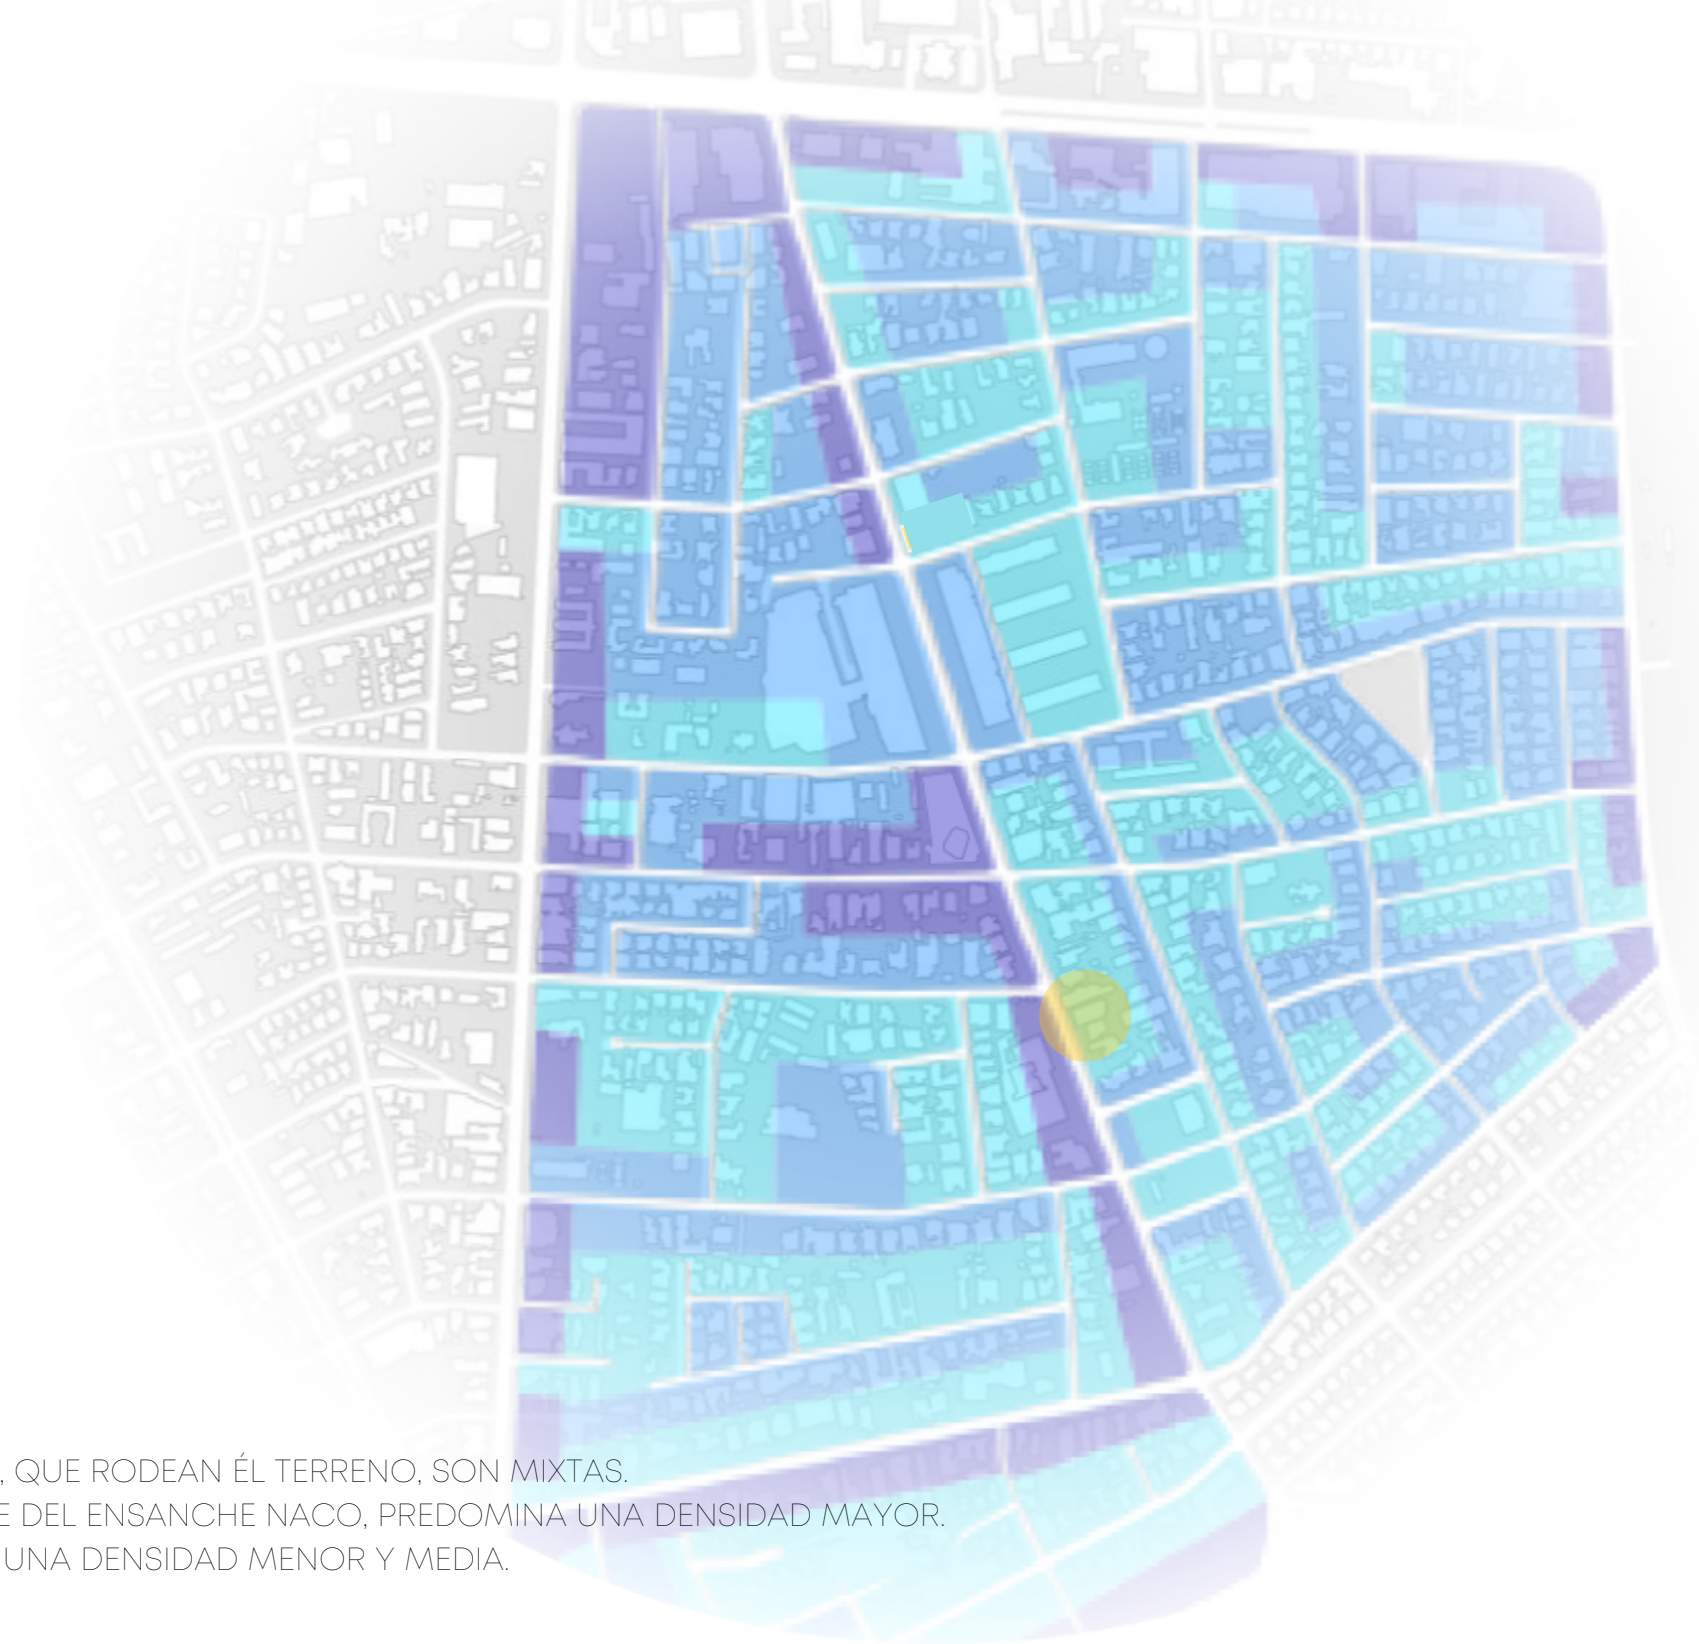 , QUE RODEAN ÉL TERRENO, SON MIXTAS.
E DEL ENSANCHE NACO, PREDOMINA UNA DENSIDAD MAYOR.
UNA DENSIDAD MENOR Y MEDIA.